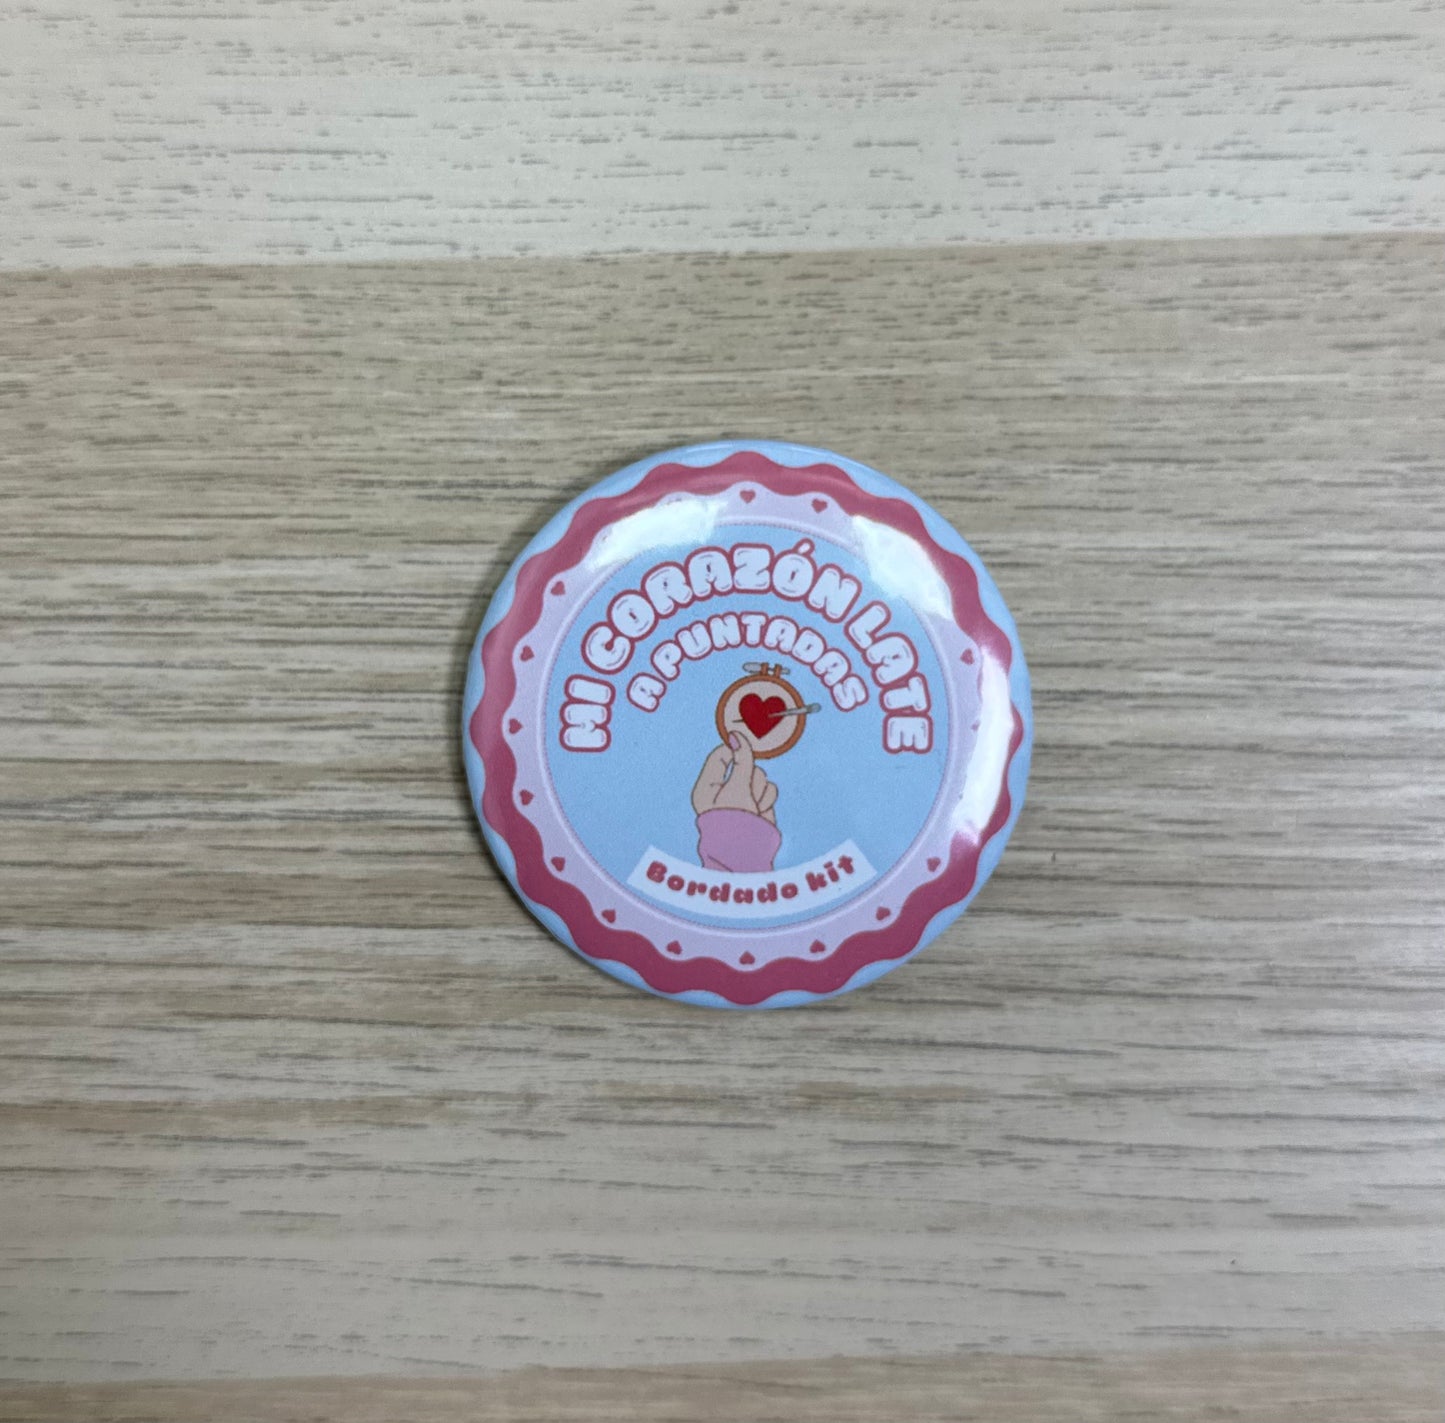 MI CORAZÓN LATE
A PUNTADAS
Bordado kit